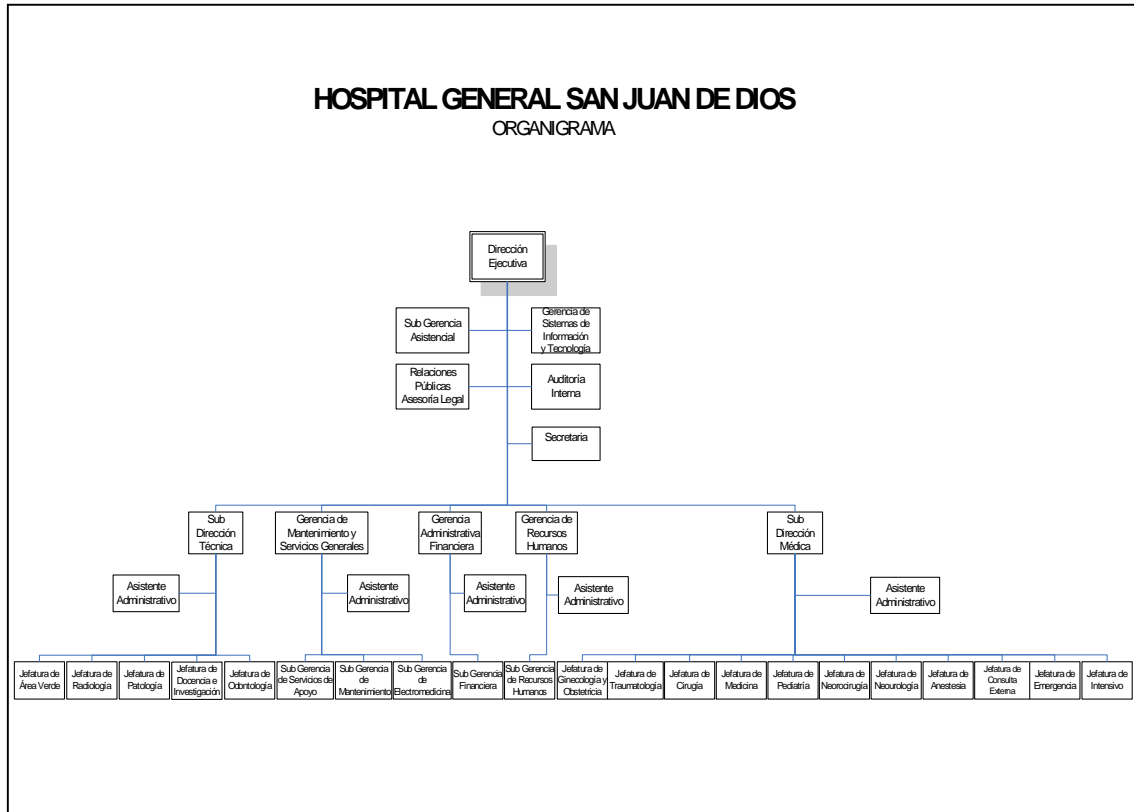 HOSPITAL GENERAL SAN JUAN DE DIOS
ORGANIGRAMA
Dirección
Ejecutiva
Sub Gerencia
Asistencial
Gerencia de
Sistemas de
Información
y Tecnología
Relaciones
Públicas
Asesoría Legal
Auditoría
Interna
Secretaria
Sub
Dirección
Técnica
Gerencia de
Mantenimiento y
Servicios Generales
Gerencia
Administrativa
Financiera
Gerencia de
Recursos
Humanos
Sub
Dirección
Médica
Asistente
Administrativo
Asistente
Administrativo
Asistente
Administrativo
Asistente
Administrativo
Asistente
Administrativo
Jefatura de
Área Verde
Jefatura de
Radiología
Jefatura de
Patología
Jefatura de
Docencia e
Investigación
Jefatura de
Odontología
Sub Gerencia
de Servicios de
Apoyo
Sub Gerencia
de
Mantenimiento
Sub Gerencia
de
Electromedicina
Sub Gerencia
Financiera
Sub Gerencia
de Recursos
Humanos
Jefatura de
Ginecología y
Obstetrícia
Jefatura de
Traumatología
Jefatura de
Cirugía
Jefatura de
Medicina
Jefatura de
Pediatría
Jefatura de
Neorocirugía
Jefatura de
Neourología
Jefatura de
Anestesia
Jefatura de
Consulta
Externa
Jefatura de
Emergencia
Jefatura de
Intensivo